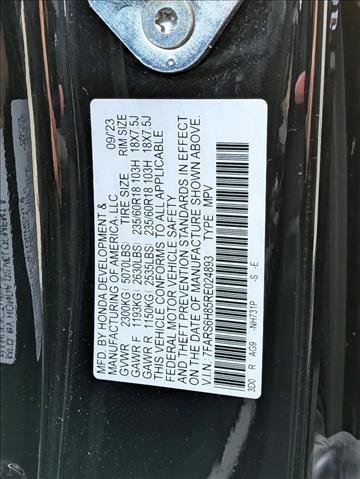 MFD. BY HONDA DEVELOPMENT & 09/23
MANUFACTURING OF AMERICA, LLC
TIRE SIZE RIM SIZE
GVWR 2300KG 5070LBS
GAWR F 1193KG 2630LBS 235/60R18 103H 18X7.5J
GAWR R 1150KG 2535LBS 235/60R18 103H 18X7.5J
THIS VEHICLE CONFORMS TO ALL APPLICABLE
FEDERAL MOTOR VEHICLE SAFETY
AND THEFT PREVENTION STANDARDS IN EFFECT
ON THE DATE OF MANUFACTURE SHOWN ABOVE.
V.I.N. 7FARS6H85RE024893 TYPE: MPV
3D0 R AG9 -NH731P -S -E